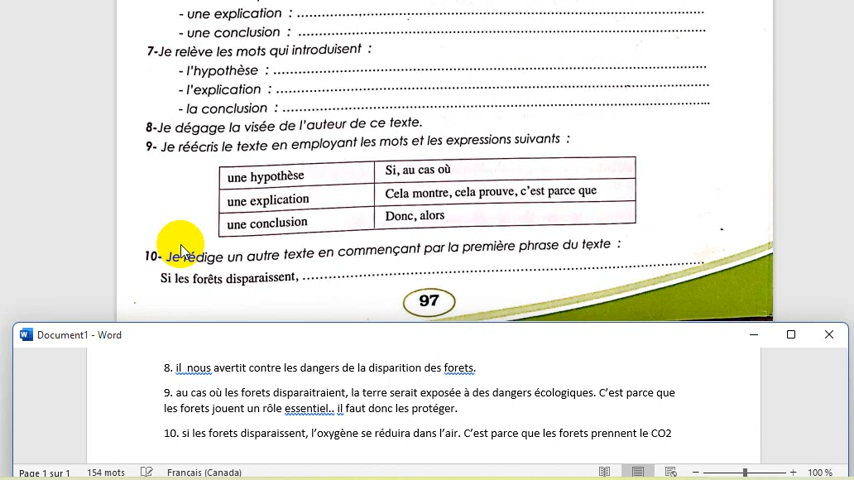 - une explication : ................
- une conclusion : ................
7-Je relève les mots qui introduisent :
- l'hypothèse : ................
- l'explication : ................
- la conclusion : ................
8-Je dégage la visée de l'auteur de ce texte.
9- Je réécris le texte en employant les mots et les expressions suivants :
une hypothèse Si, au cas où
une explication Cela montre, cela prouve, c'est parce que
une conclusion Donc, alors
10- Je rédige un autre texte en commençant par la première phrase du texte :
Si les forêts disparaissent, ................
97
Document1 - Word
8. il nous avertit contre les dangers de la disparition des forets.
9. au cas où les forets disparaitraient, la terre serait exposée à des dangers écologiques. C'est parce que
les forets jouent un rôle essentiel.. il faut donc les protéger.
10. si les forets disparaissent, l'oxygène se réduira dans l'air. C'est parce que les forets prennent le CO2
Page 1 sur 1 154 mots Français (Canada) 100 %